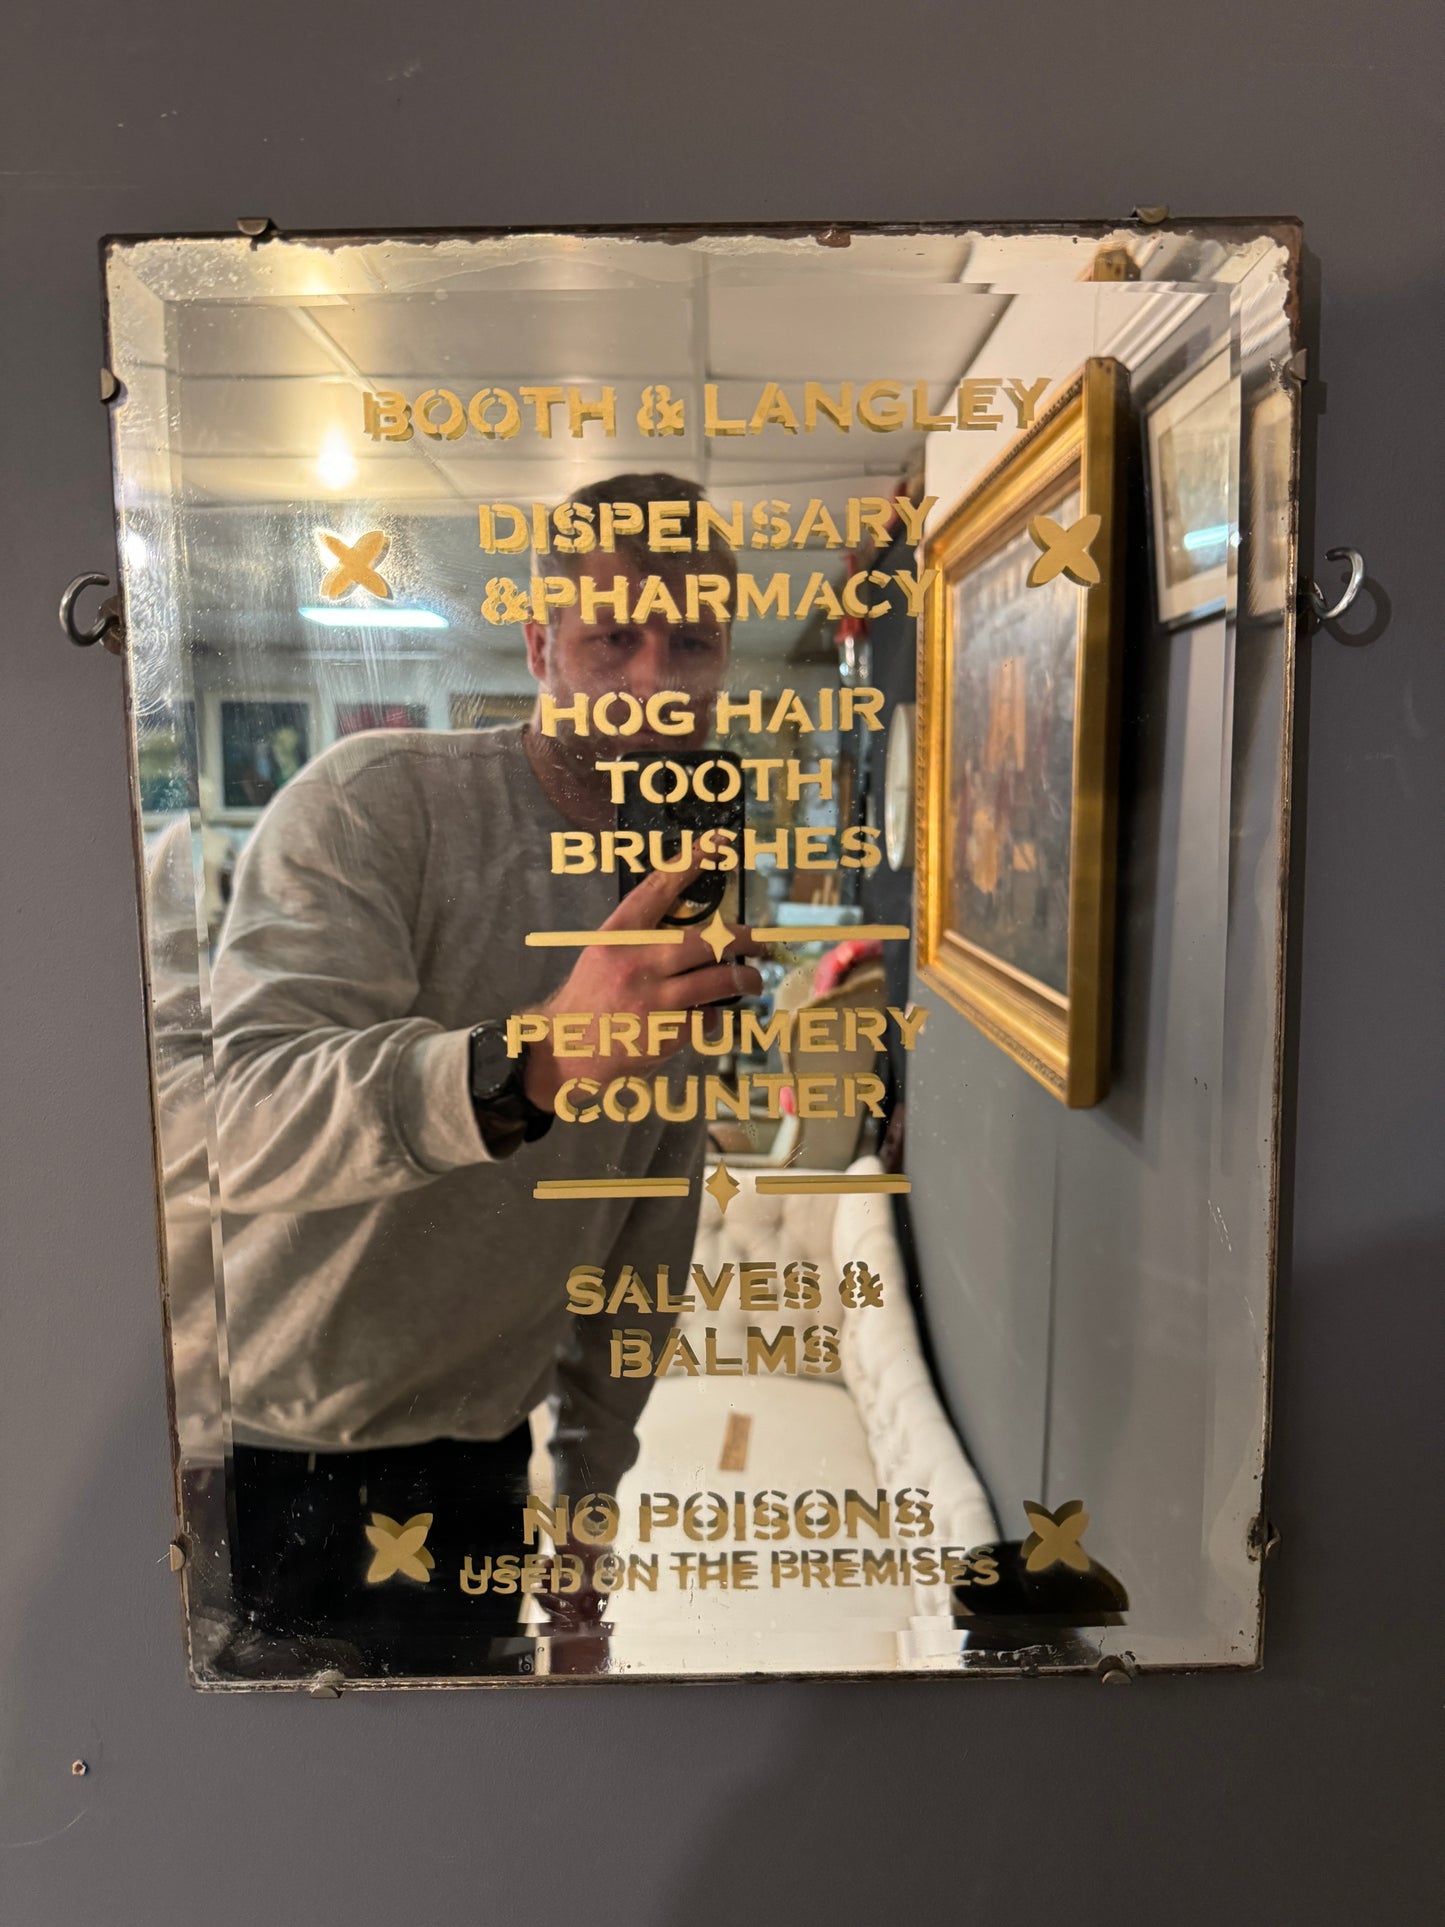 BOOTH & LANGLEY
DISPENSARY
&PHARMACY
HOG HAIR
TOOTH
BRUSHES
PERFUMERY
COUNTER
SALVES &
BALMS
NO POISONS
USED ON THE PREMISES